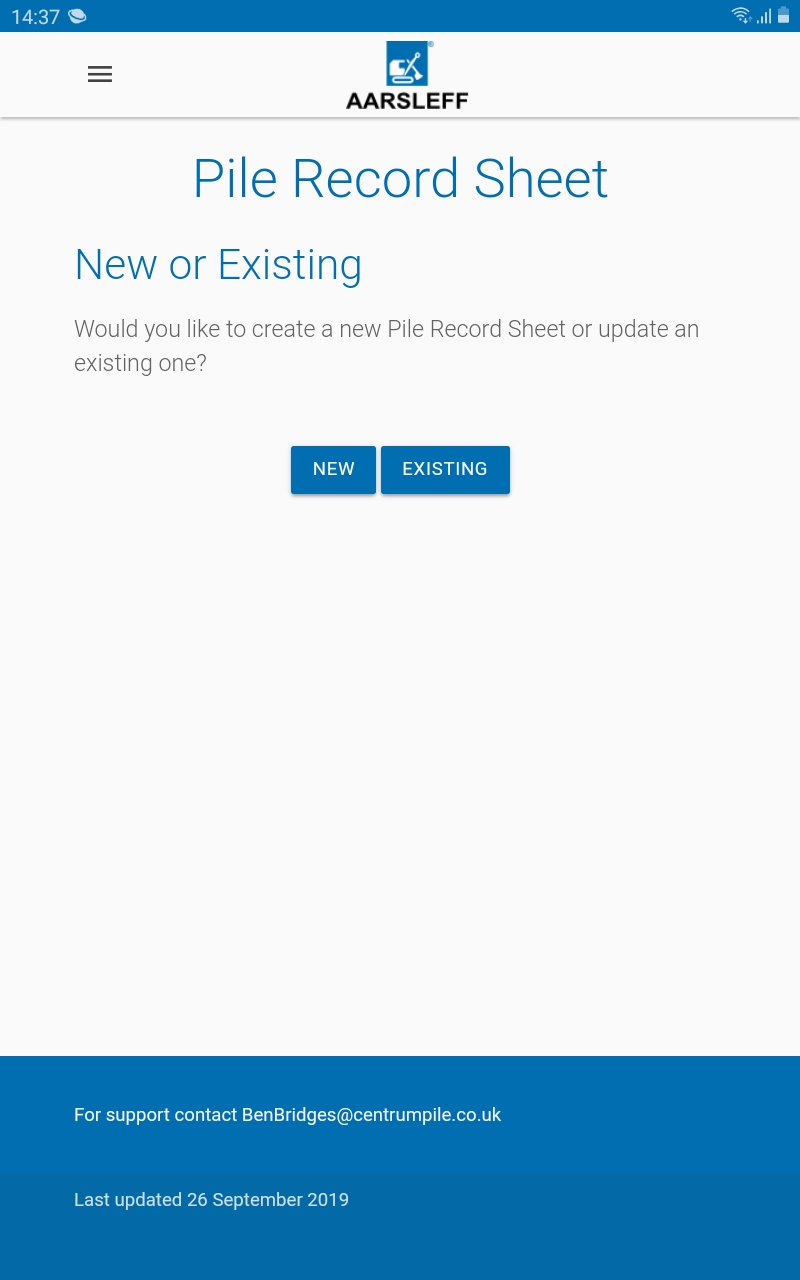 14:37
AARSLEFF
Pile Record Sheet
New or Existing
Would you like to create a new Pile Record Sheet or update an
existing one?
NEW EXISTING
For support contact BenBridges@centrumpile.co.uk
Last updated 26 September 2019